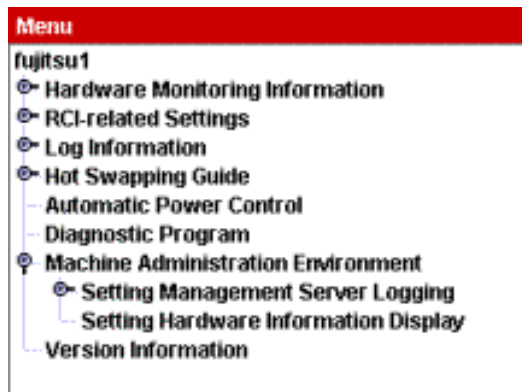 Menu
fujitsu1
Hardware Monitoring Information
RCI-related Settings
Log Information
Hot Swapping Guide
Automatic Power Control
Diagnostic Program
Machine Administration Environment
Setting Management Server Logging
Setting Hardware Information Display
Version Information